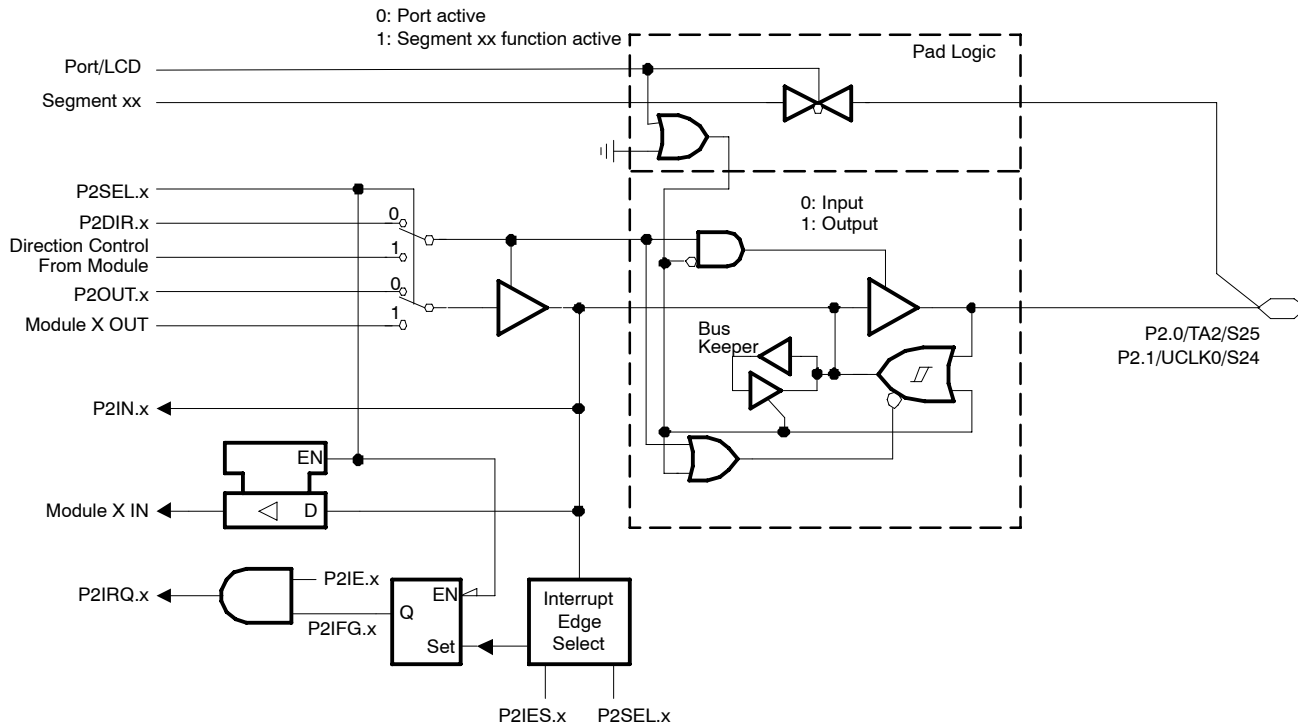 0: Port active
1: Segment xx function active
Pad Logic
Port/LCD
Segment xx
P2SEL.x
P2DIR.x
0
Direction Control
From Module
1
0: Input
1: Output
P2OUT.x
0
Module X OUT
1
Bus
Keeper
P2.0/TA2/S25
P2.1/UCLK0/S24
P2IN.x
EN
Module X IN
D
P2IRQ.x
P2IE.x
P2IFG.x
EN
Q
Set
Interrupt
Edge
Select
P2IES.x
P2SEL.x